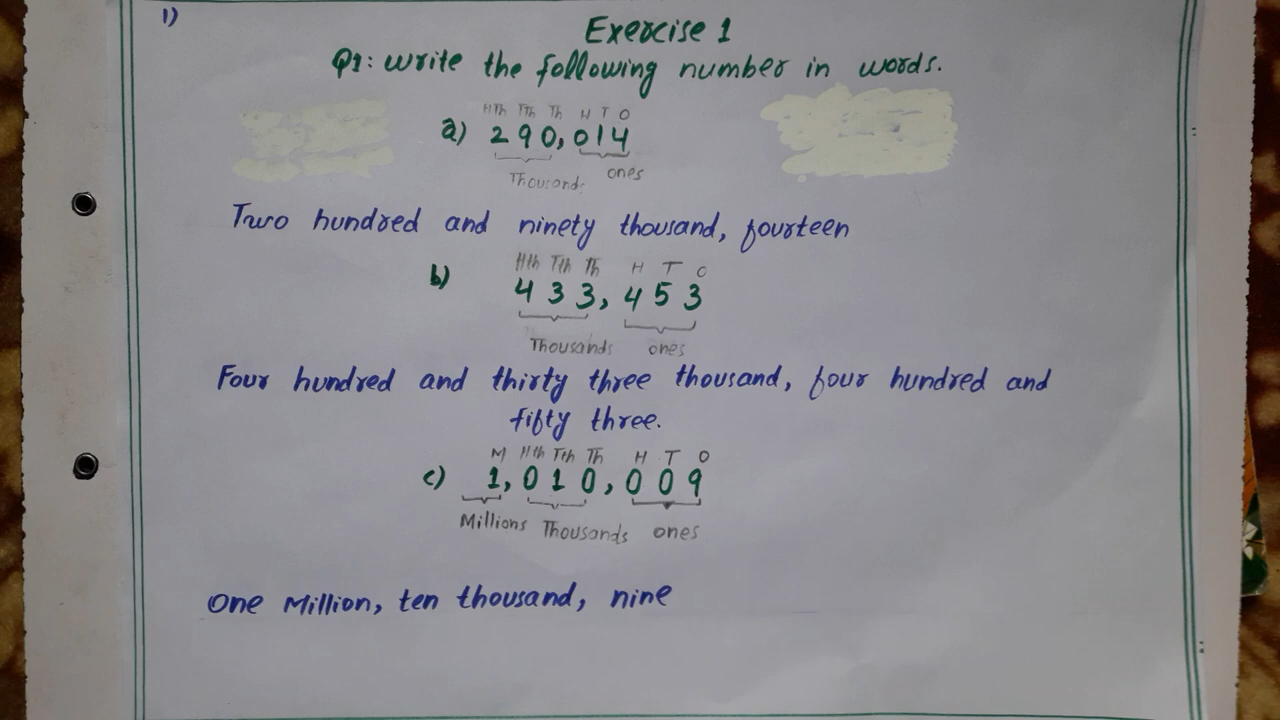 1)
Exercise 1
Q1: Write the following number in words.
HTh TTh Th H T O
a) 290,014
Thousands ones
Two hundred and ninety thousand, fourteen
Hth Tth Th H T O
b) 433,453
Thousands ones
Four hundred and thirty three thousand, four hundred and
fifty three.
M Hth Tth Th H T O
c) 1,010,009
Millions Thousands ones
One Million, ten thousand, nine